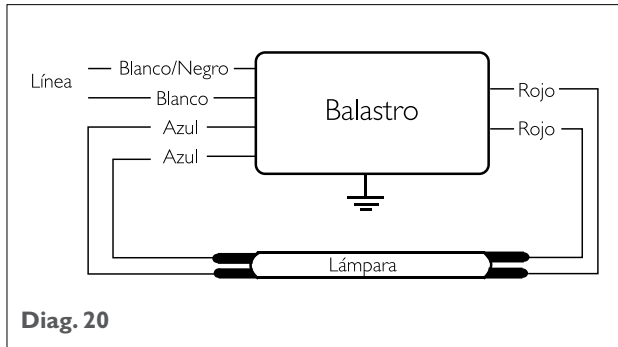 Línea
Blanco/Negro
Blanco
Azul
Azul
Balastro
Rojo
Rojo
Lámpara
Diag. 20